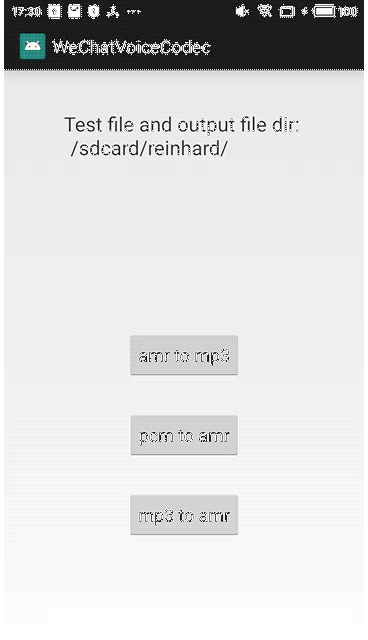 17:30 100
WeChatVoiceCodec
Test file and output file dir:
/sdcard/reinhard/
amr to mp3
pcm to amr
mp3 to amr